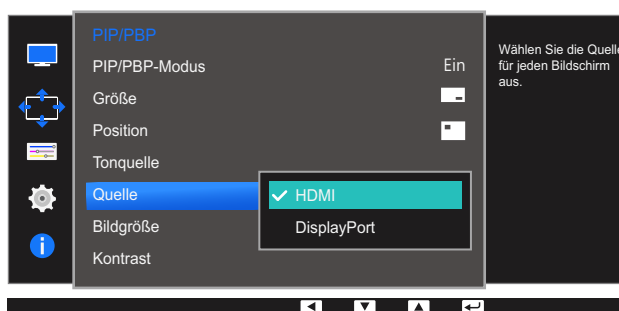 PIP/PBP
PIP/PBP-Modus Ein
Größe
Position
Tonquelle
Quelle
HDMI
Bildgröße
DisplayPort
Kontrast
Wählen Sie die Quelle
für jeden Bildschirm
aus.